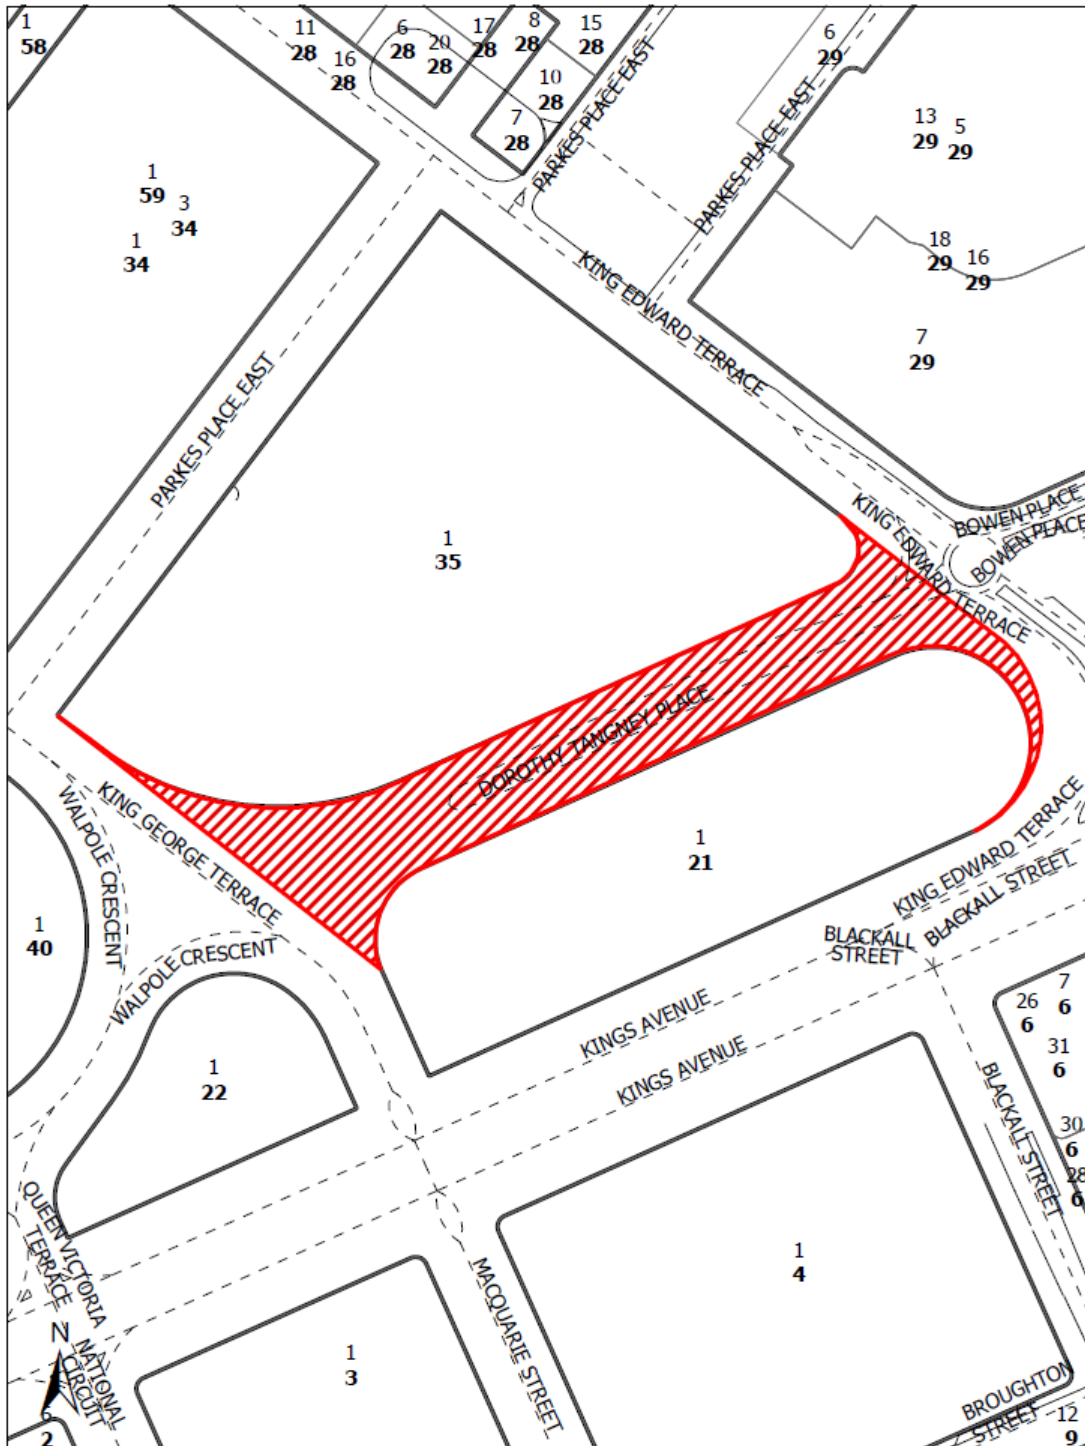 1
58
11
28
16
28
6
28
20
28
17
28
8
28
15
28
10
28
7
28
PARKES PLACE EAST
6
29
PARKES PLACE EAST
13
29
5
29
1
59
3
34
1
34
18
29
16
29
KING EDWARD TERRACE
7
29
PARKES PLACE EAST
1
35
KING EDWARD TERRACE
BOWEN PLACE
BOWEN PLACE
DOROTHY TANGNEY PLACE
WALPOLE CRESCENT
KING GEORGE TERRACE
1
21
KING EDWARD TERRACE
BLACKALL STREET
BLACKALL
STREET
1
40
WALPOLE CRESCENT
KINGS AVENUE
KINGS AVENUE
7
6
26
6
31
6
30
6
28
6
1
22
BLACKALL STREET
QUEEN VICTORIA
TERRACE
MACQUARIE STREET
1
4
N
NATIONAL
CIRCUIT
1
3
6
2
BROUGHTON
STREET
12
9